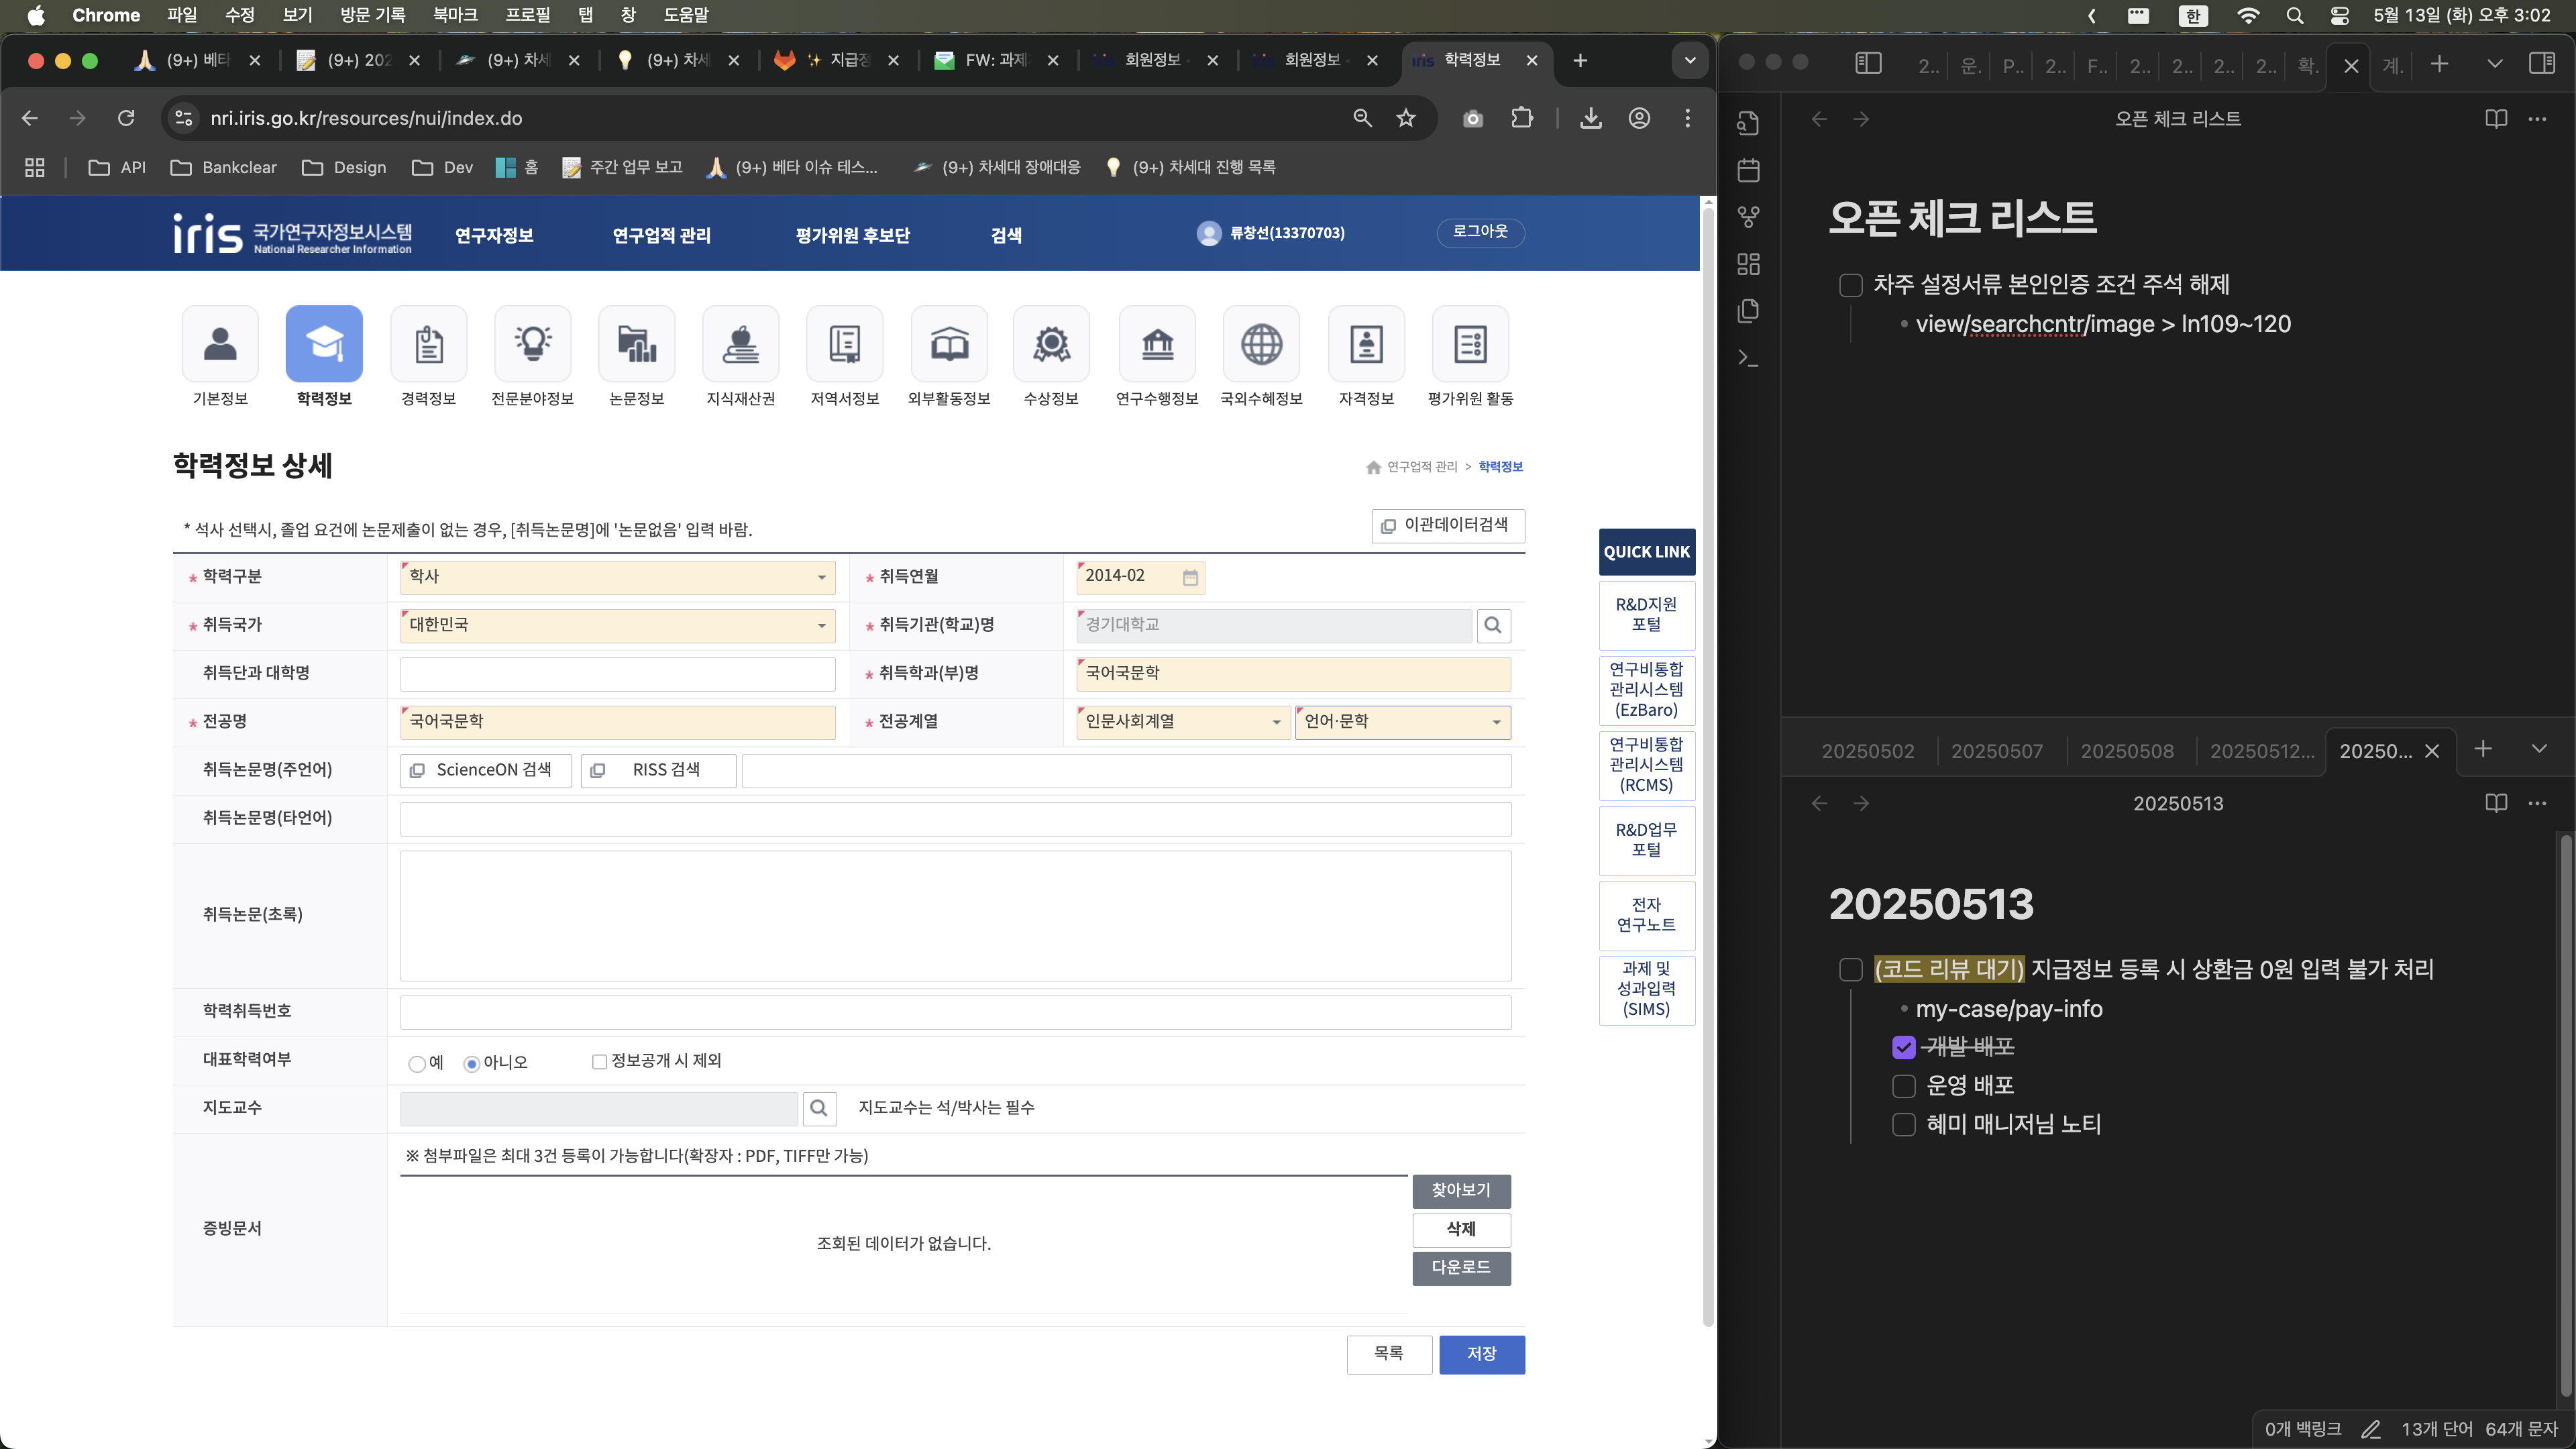 Chrome 파일 수정 보기 방문 기록 북마크 프로필 탭 창 도움말 한 5월 13일 (화) 오후 3:02
(9+) 베타 (9+) 202 (9+) 차세 (9+) 차세 지급정 FW: 과제 회원정보 회원정보 iris 학력정보
nri.iris.go.kr/resources/nui/index.do
API Bankclear Design Dev 홈 주간 업무 보고 (9+) 베타 이슈 테스... (9+) 차세대 장애대응 (9+) 차세대 진행 목록
iris 국가연구자정보시스템 National Researcher Information 연구자정보 연구업적 관리 평가위원 후보단 검색 류창선(13370703) 로그아웃
기본정보 학력정보 경력정보 전문분야정보 논문정보 지식재산권 저역서정보 외부활동정보 수상정보 연구수행정보 국외수혜정보 자격정보 평가위원 활동
학력정보 상세
연구업적 관리 > 학력정보
* 석사 선택시, 졸업 요건에 논문제출이 없는 경우, [취득논문명]에 '논문없음' 입력 바람.
이관데이터검색
* 학력구분 학사 * 취득연월 2014-02
* 취득국가 대한민국 * 취득기관(학교)명 경기대학교
취득단과 대학명 * 취득학과(부)명 국어국문학
* 전공명 국어국문학 * 전공계열 인문사회계열 언어·문학
취득논문명(주언어) ScienceON 검색 RISS 검색
취득논문명(타언어)
취득논문(초록)
학력취득번호
대표학력여부 예 아니오 정보공개 시 제외
지도교수 지도교수는 석/박사는 필수
※ 첨부파일은 최대 3건 등록이 가능합니다(확장자 : PDF, TIFF만 가능)
증빙문서
조회된 데이터가 없습니다.
찾아보기
삭제
다운로드
목록 저장
QUICK LINK
R&D지원
포털
연구비통합
관리시스템
(EzBaro)
연구비통합
관리시스템
(RCMS)
R&D업무
포털
전자
연구노트
과제 및
성과입력
(SIMS)
2.. 운. P.. 2.. F.. 2.. 2.. 2.. 2.. 확. 계.
오픈 체크 리스트
오픈 체크 리스트
차주 설정서류 본인인증 조건 주석 해제
view/searchcntr/image > ln109~120
20250502 20250507 20250508 20250512... 20250...
20250513
20250513
(코드 리뷰 대기) 지급정보 등록 시 상환금 0원 입력 불가 처리
my-case/pay-info
개발 배포
운영 배포
혜미 매니저님 노티
0개 백링크 13개 단어 64개 문자